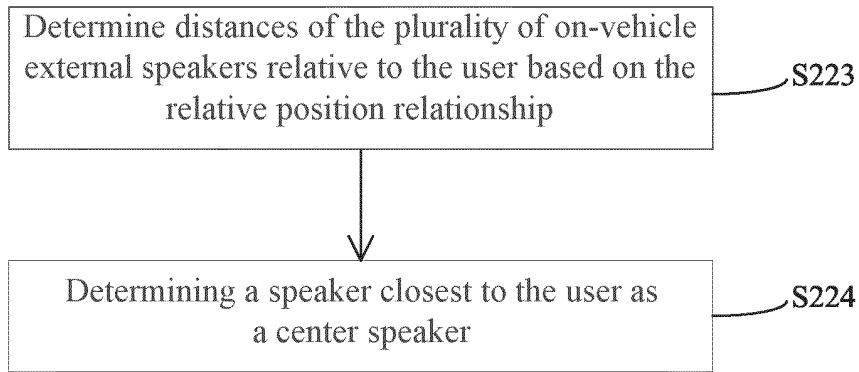 Determine distances of the plurality of on-vehicle
external speakers relative to the user based on the
relative position relationship
S223
Determining a speaker closest to the user as
a center speaker
S224